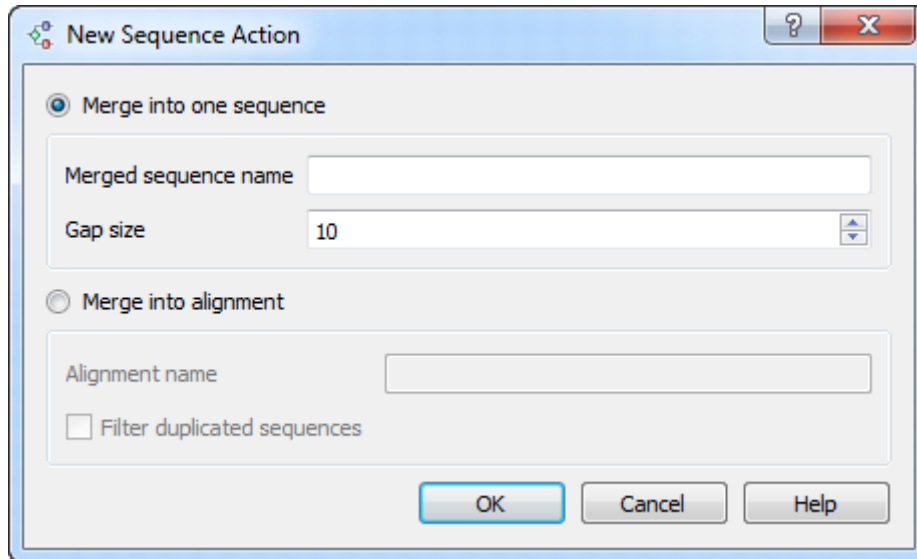 New Sequence Action
Merge into one sequence
Merged sequence name
Gap size 10
Merge into alignment
Alignment name
Filter duplicated sequences
OK Cancel Help